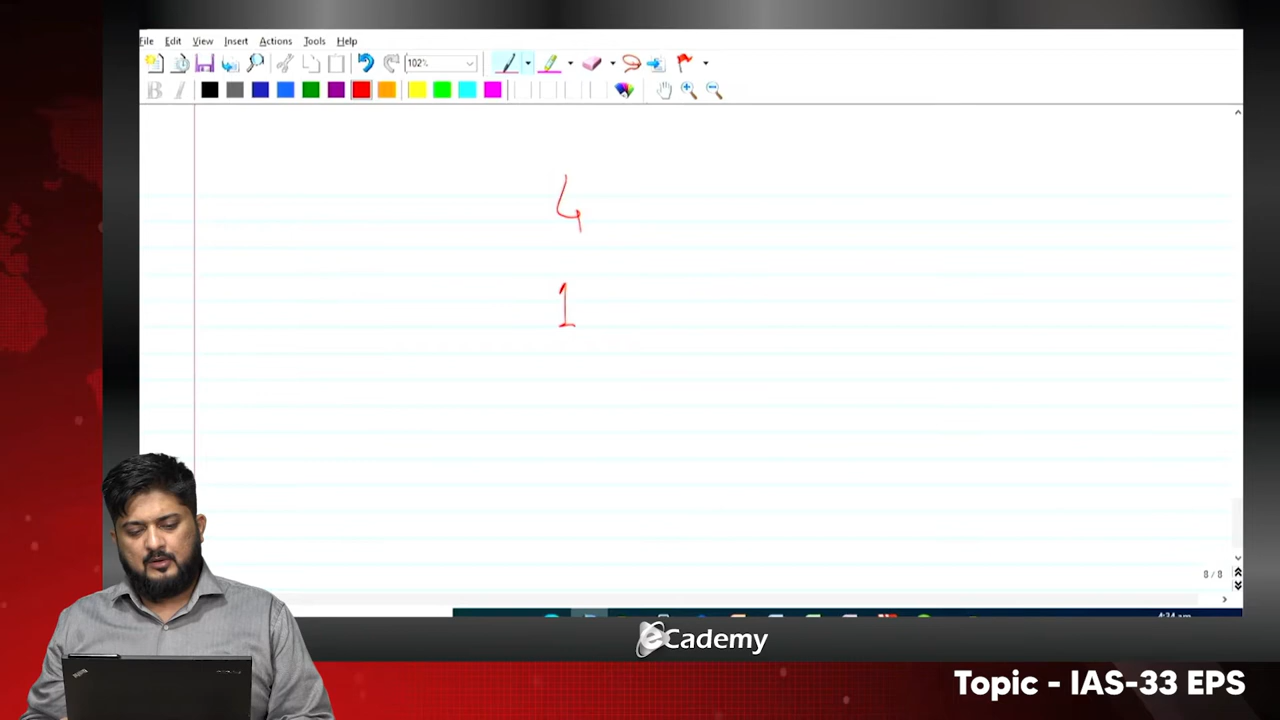 File Edit View Insert Actions Tools Help
102%
B I
4
1
8 / 8
eCademy
Topic - IAS-33 EPS